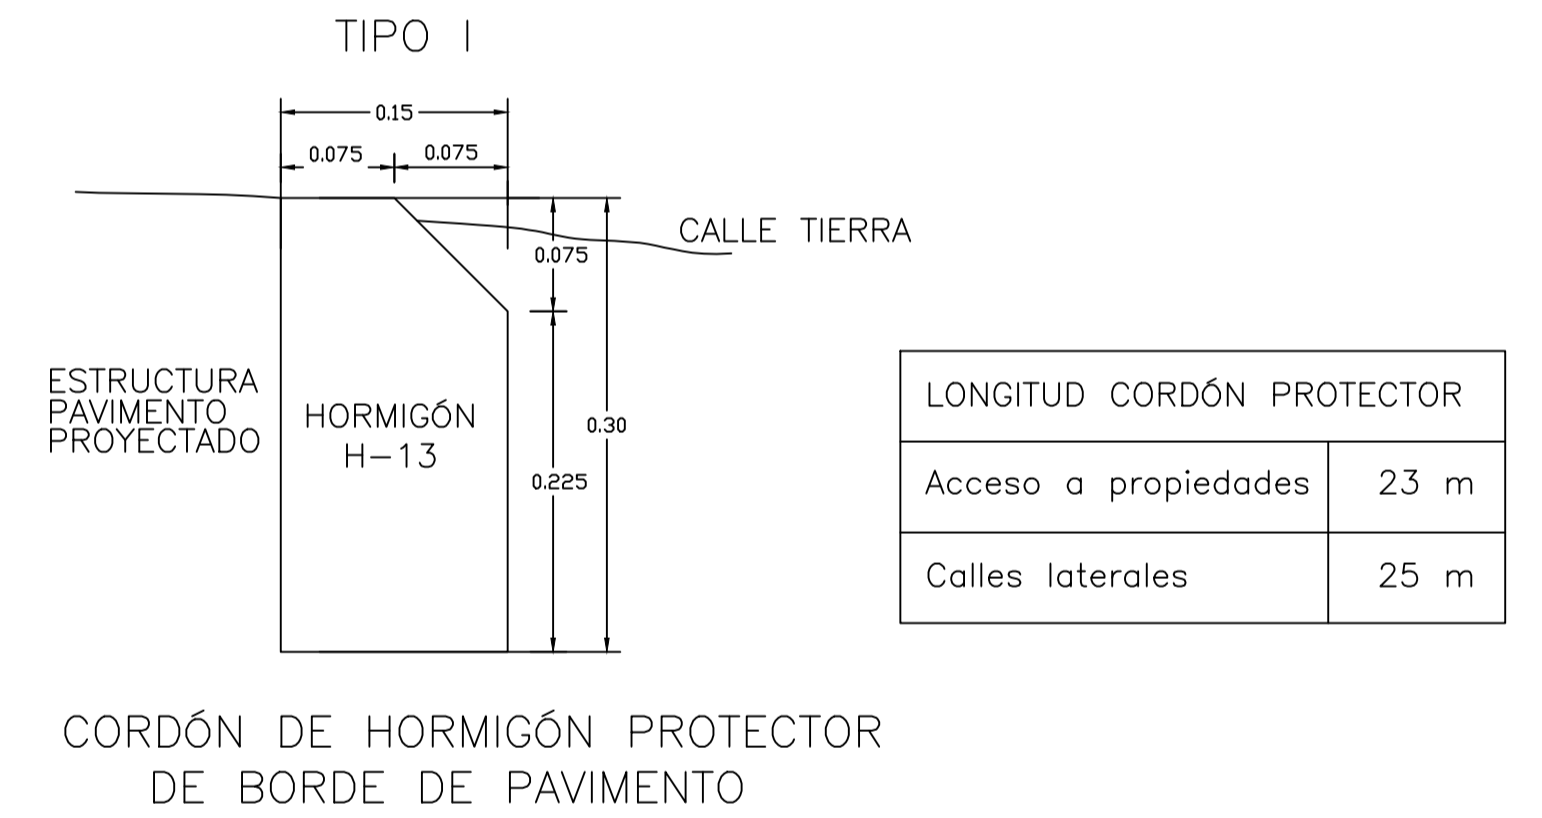 TIPO I
0.15
0.075 0.075
CALLE TIERRA
0.075
ESTRUCTURA
PAVIMENTO
PROYECTADO
HORMIGÓN
H-13
0.30
0.225
LONGITUD CORDÓN PROTECTOR
Acceso a propiedades 23 m
Calles laterales 25 m
CORDÓN DE HORMIGÓN PROTECTOR
DE BORDE DE PAVIMENTO